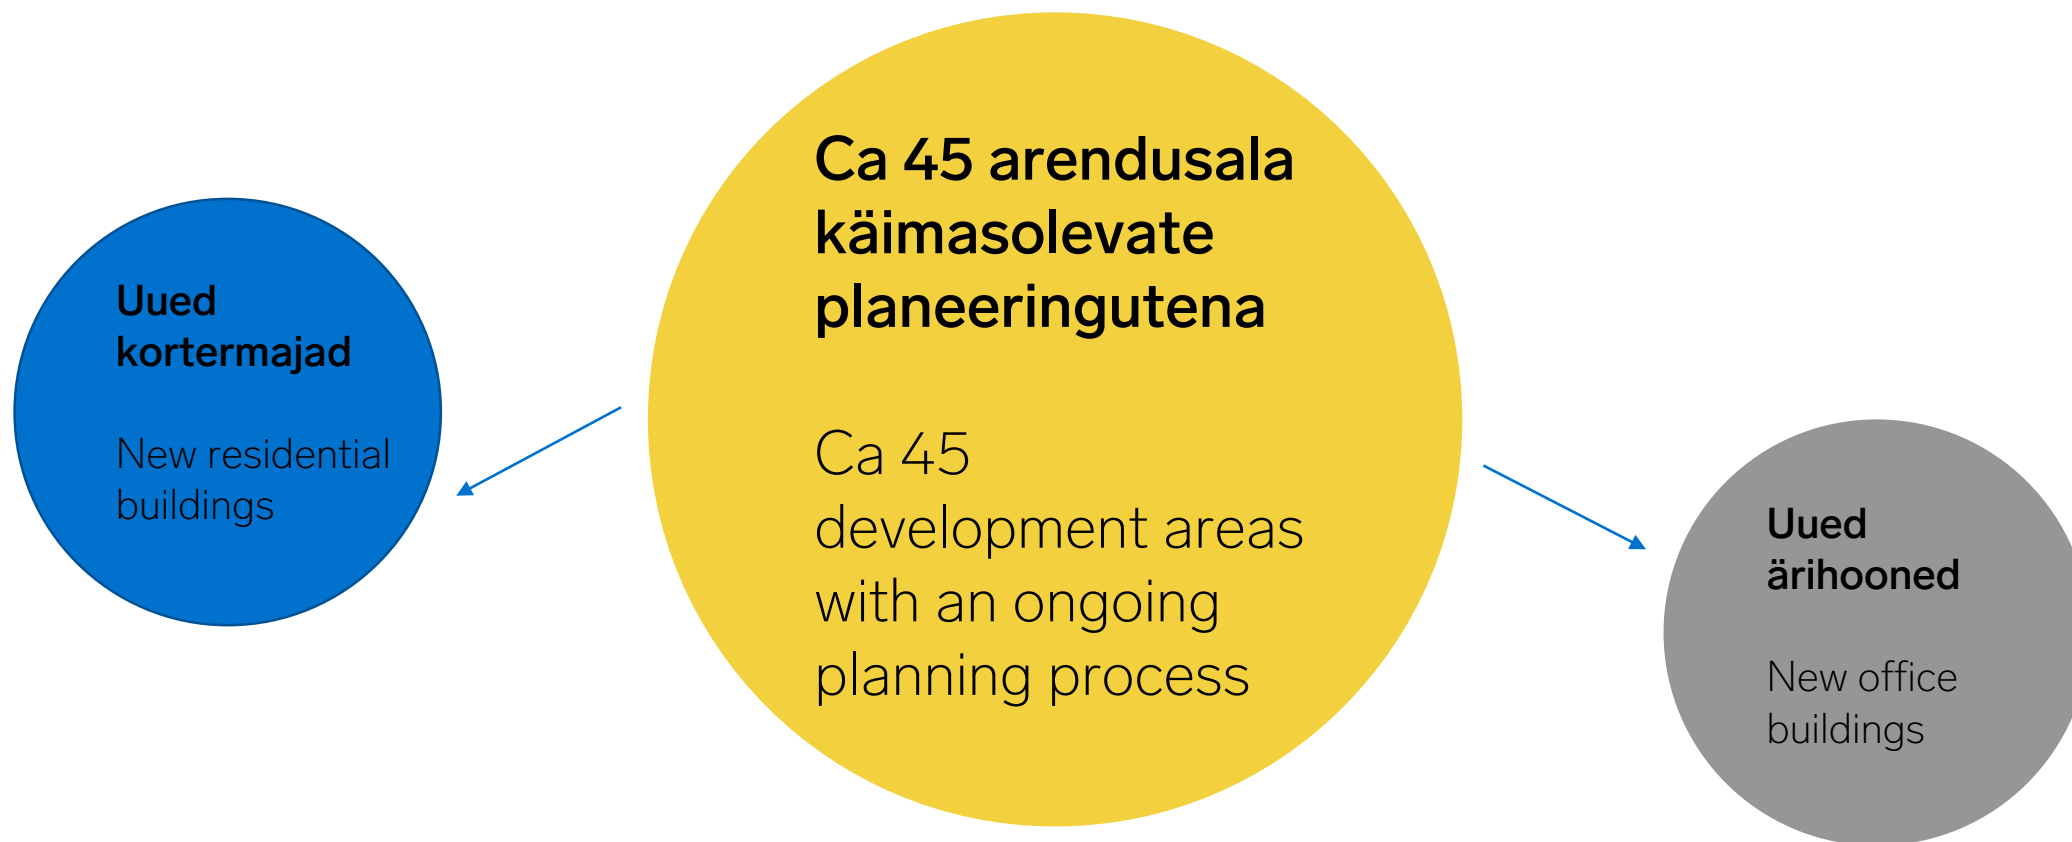 Uued
kortermajad
New residential
buildings
Ca 45 arendusala
käimasolevate
planeeringutena
Ca 45
development areas
with an ongoing
planning process
Uued
ärihooned
New office
buildings